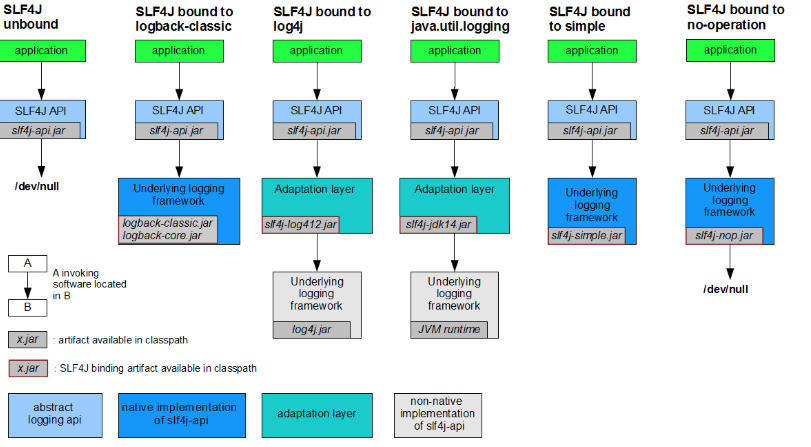 SLF4J
unbound
SLF4J bound to
logback-classic
SLF4J bound to
log4j
SLF4J bound to
java.util.logging
SLF4J bound
to simple
SLF4J bound to
no-operation
application
application
application
application
application
application
SLF4J API
slf4j-api.jar
SLF4J API
slf4j-api.jar
SLF4J API
slf4j-api.jar
SLF4J API
slf4j-api.jar
SLF4J API
slf4j-api.jar
SLF4J API
slf4j-api.jar
/dev/null
Underlying logging
framework
logback-classic.jar
logback-core.jar
Adaptation layer
slf4j-log412.jar
Adaptation layer
slf4j-jdk14.jar
Underlying
logging
framework
slf4j-simple.jar
Underlying
logging
framework
slf4j-nop.jar
A
B
A invoking
software located
in B
Underlying
logging
framework
log4j.jar
Underlying
logging
framework
JVM runtime
/dev/null
x.jar
: artifact available in classpath
x.jar
: SLF4J binding artifact available in classpath
abstract
logging api
native implementation
of slf4j-api
adaptation layer
non-native
implementation
of slf4j-api